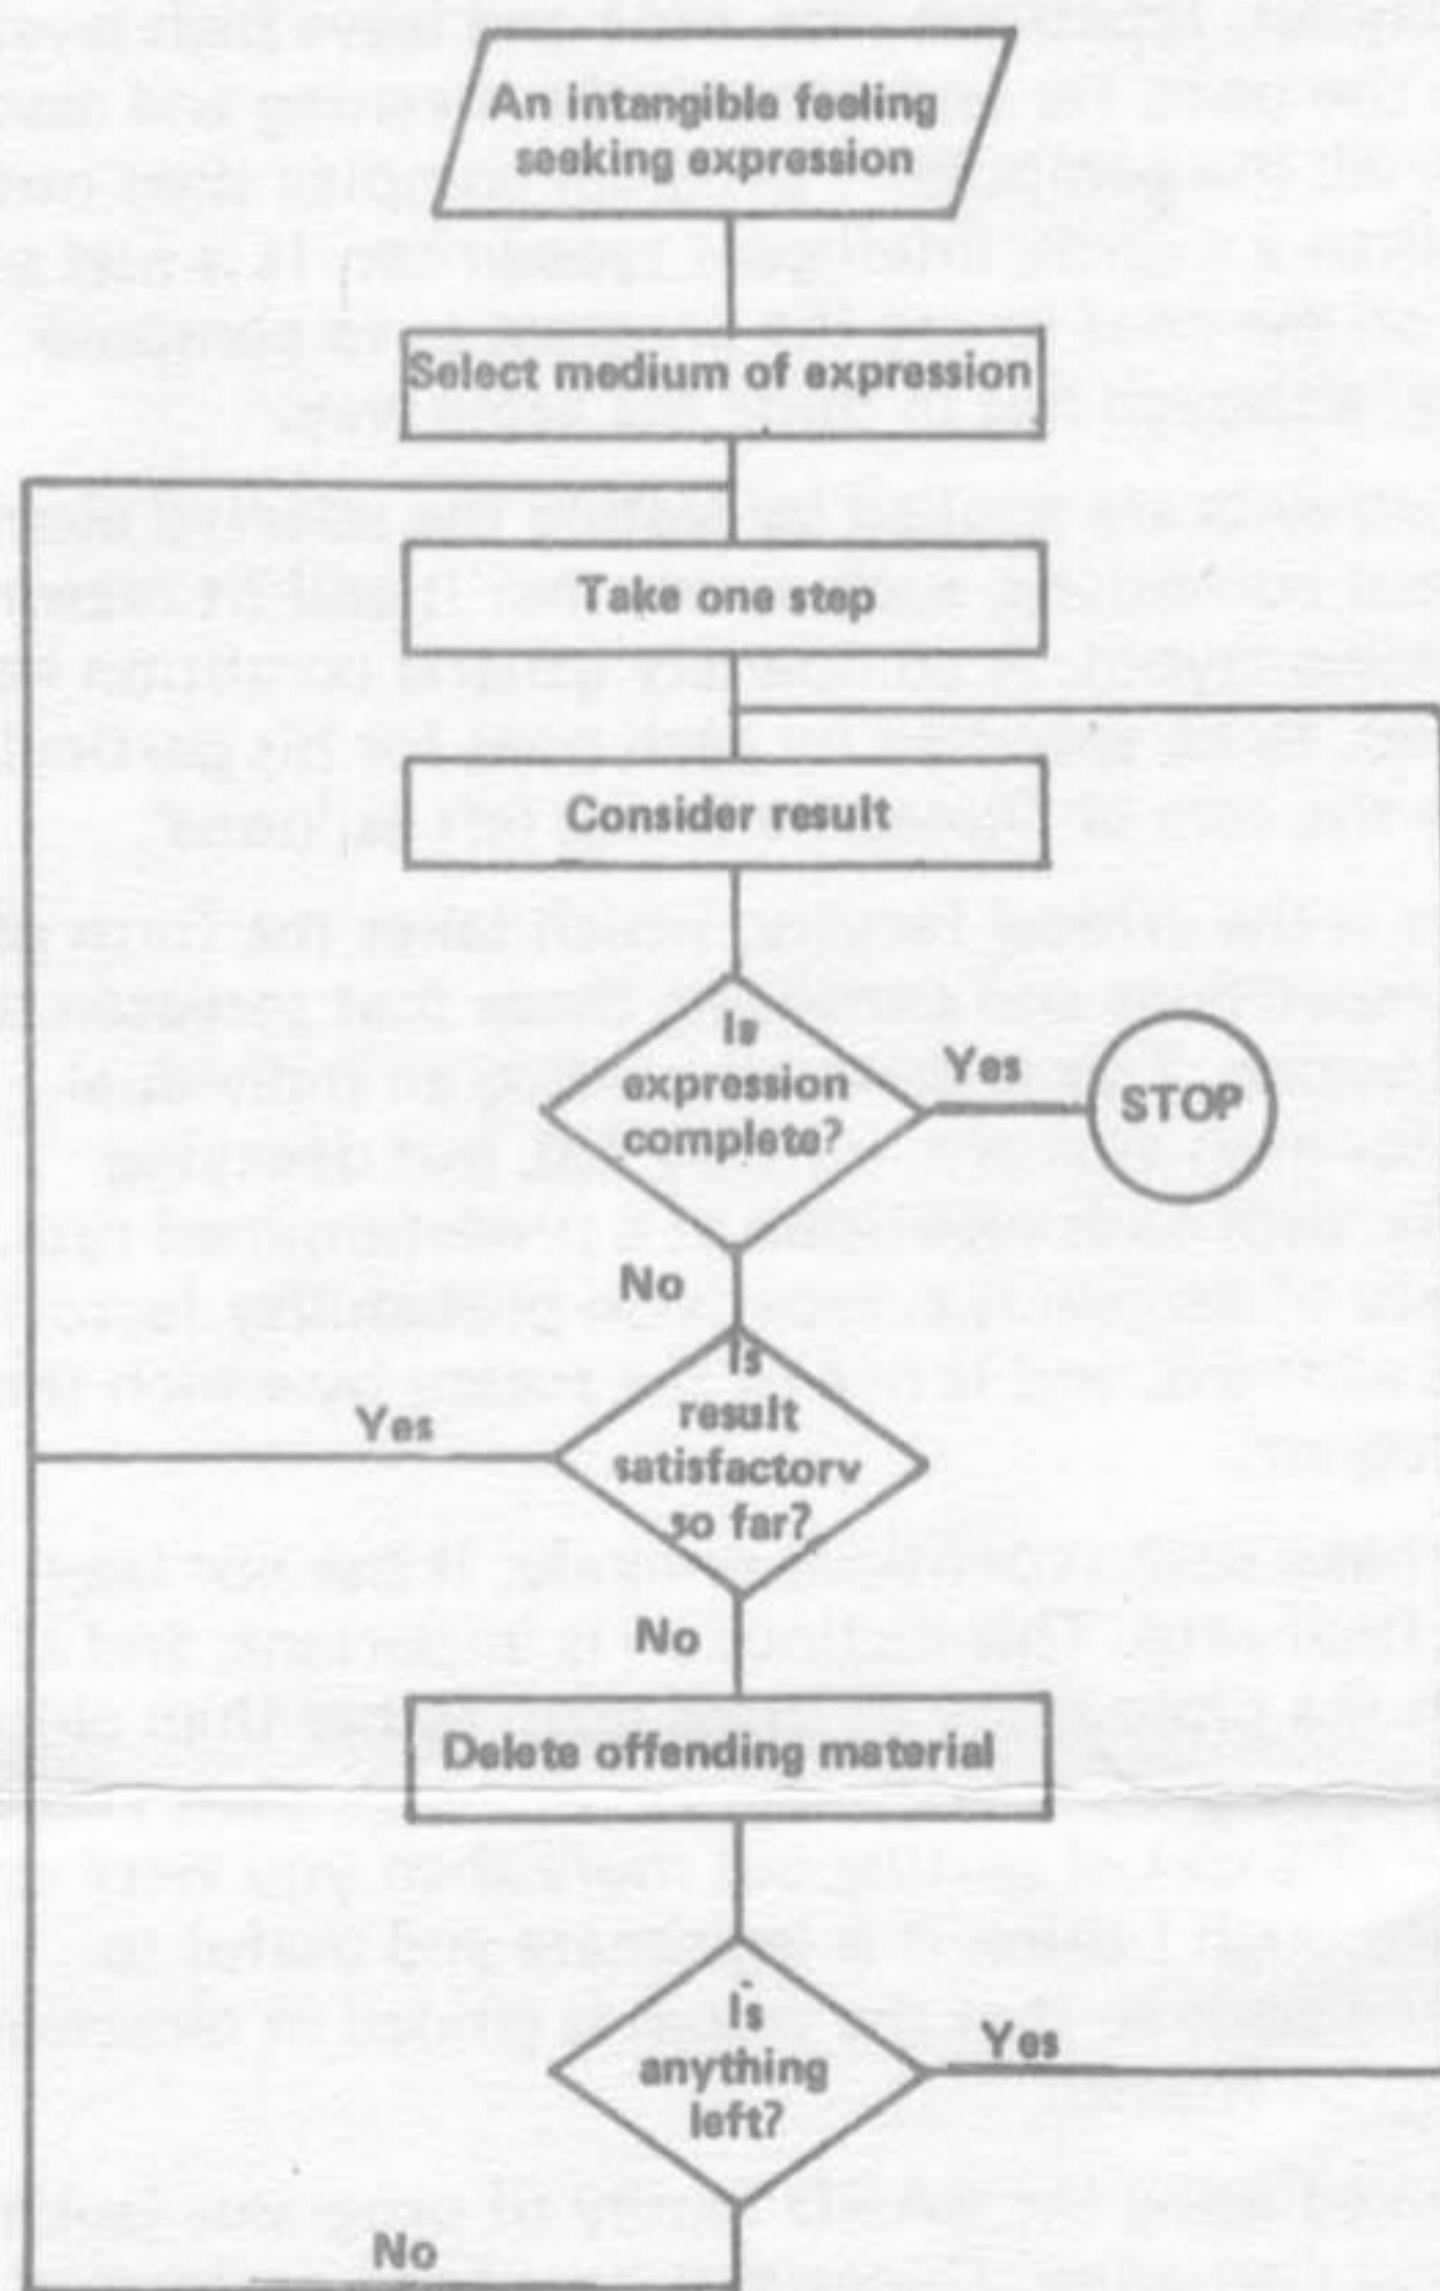 An intangible feeling
seeking expression
Select medium of expression
Take one step
Consider result
Is
expression
complete?
Yes
STOP
No
Is
result
satisfactory
so far?
Yes
No
Delete offending material
Is
anything
left?
Yes
No